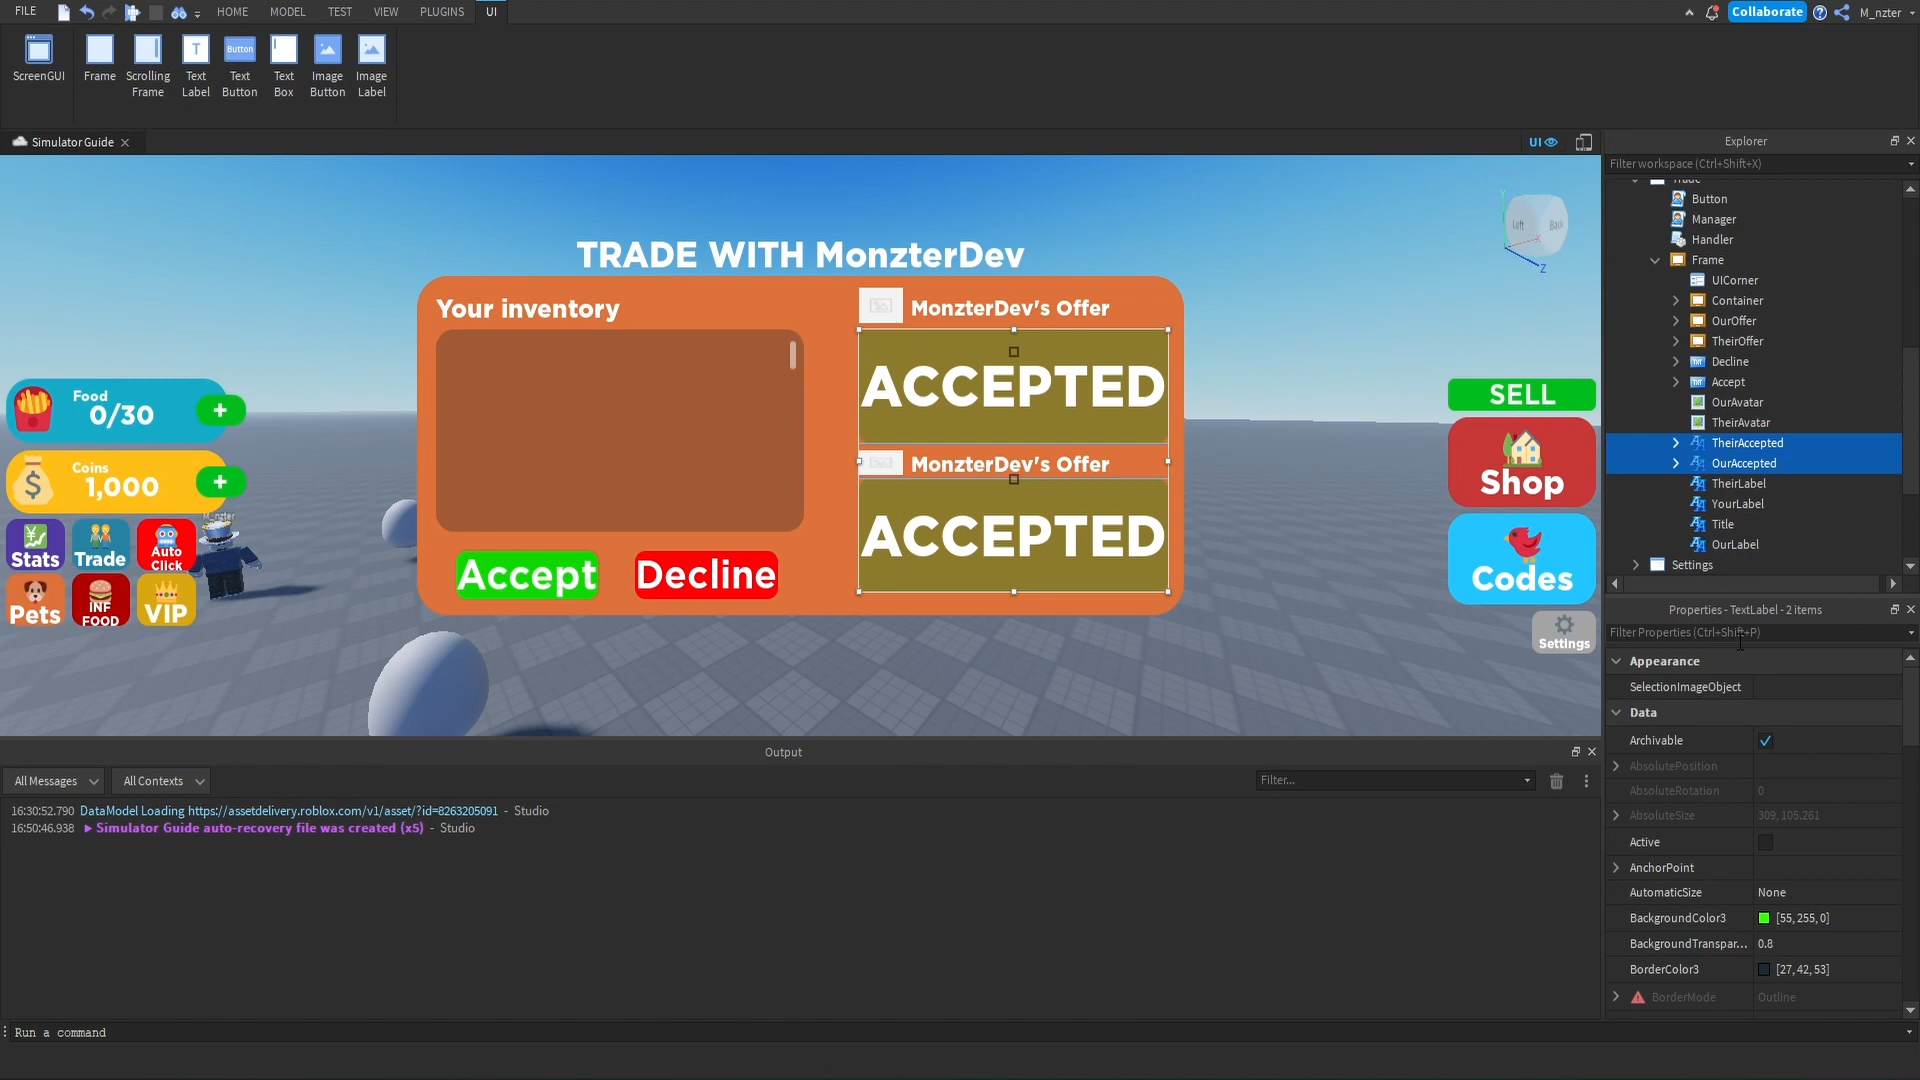 FILE
HOME
MODEL
TEST
VIEW
PLUGINS
UI
Collaborate
M_nzter
ScreenGUI
Frame
Scrolling
Frame
Text
Label
Button
Text
Button
Text
Box
Image
Button
Image
Label
Simulator Guide
UI
Explorer
Filter workspace (Ctrl+Shift+X)
Trade
Button
Manager
Handler
Frame
UICorner
Container
OurOffer
TheirOffer
Decline
Accept
OurAvatar
TheirAvatar
TheirAccepted
OurAccepted
TheirLabel
YourLabel
Title
OurLabel
Settings
Left
Back
Y
X
Z
TRADE WITH MonzterDev
Your inventory
MonzterDev's Offer
ACCEPTED
MonzterDev's Offer
ACCEPTED
Accept
Decline
Food
0/30
+
Coins
1,000
+
M_nzter
Stats
Trade
Auto
Click
Pets
INF
FOOD
VIP
SELL
Shop
Codes
Settings
Properties - TextLabel - 2 items
Filter Properties (Ctrl+Shift+P)
Appearance
SelectionImageObject
Data
Archivable
AbsolutePosition
AbsoluteRotation 0
AbsoluteSize 309, 105.261
Active
AnchorPoint
AutomaticSize None
BackgroundColor3 [55, 255, 0]
BackgroundTranspar... 0.8
BorderColor3 [27, 42, 53]
BorderMode Outline
Output
All Messages
All Contexts
Filter...
16:30:52.790 DataModel Loading https://assetdelivery.roblox.com/v1/asset/?id=8263205091 - Studio
16:50:46.938 Simulator Guide auto-recovery file was created (x5) - Studio
Run a command